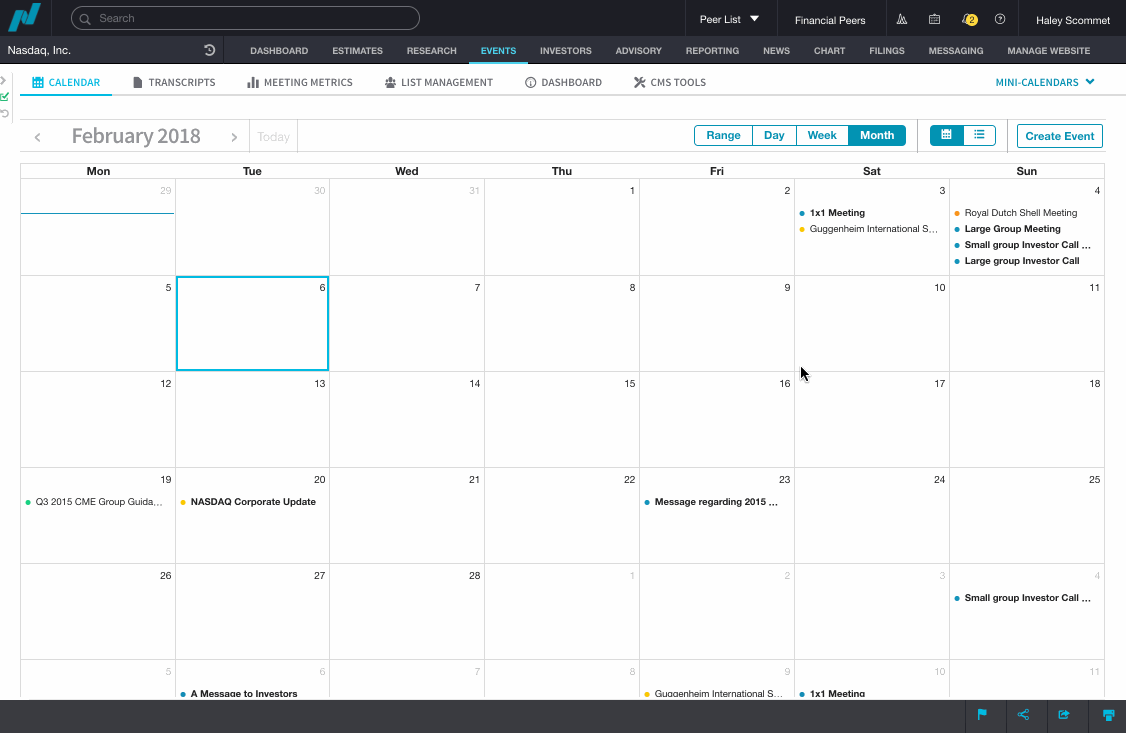 Search
Peer List
Financial Peers
2
Haley Scommet
Nasdaq, Inc.
DASHBOARD ESTIMATES RESEARCH EVENTS INVESTORS ADVISORY REPORTING NEWS CHART FILINGS MESSAGING MANAGE WEBSITE
CALENDAR TRANSCRIPTS MEETING METRICS LIST MANAGEMENT DASHBOARD CMS TOOLS MINI-CALENDARS
February 2018 Today Range Day Week Month Create Event
Mon Tue Wed Thu Fri Sat Sun
29 30 31 1 2 3 4
1x1 Meeting Royal Dutch Shell Meeting
Guggenheim International S... Large Group Meeting
Small group Investor Call ...
Large group Investor Call
5 6 7 8 9 10 11
12 13 14 15 16 17 18
19 20 21 22 23 24 25
Q3 2015 CME Group Guida... NASDAQ Corporate Update Message regarding 2015 ...
26 27 28 1 2 3 4
Small group Investor Call ...
5 6 7 8 9 10 11
A Message to Investors Guggenheim International S... 1x1 Meeting